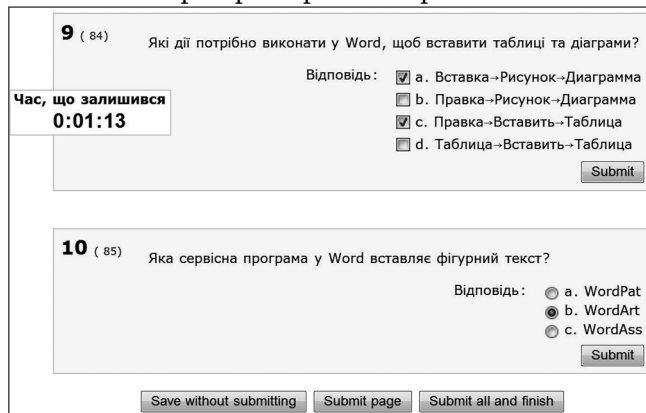 9 ( 84)
Які дії потрібно виконати у Word, щоб вставити таблиці та діаграми?
Відповідь:
a. Вставка→Рисунок→Диаграмма
b. Правка→Рисунок→Диаграмма
c. Правка→Вставить→Таблица
d. Таблица→Вставить→Таблица
Submit
Час, що залишився
0:01:13
10 ( 85)
Яка сервісна програма у Word вставляє фігурний текст?
Відповідь:
a. WordPat
b. WordArt
c. WordAss
Submit
Save without submitting Submit page Submit all and finish